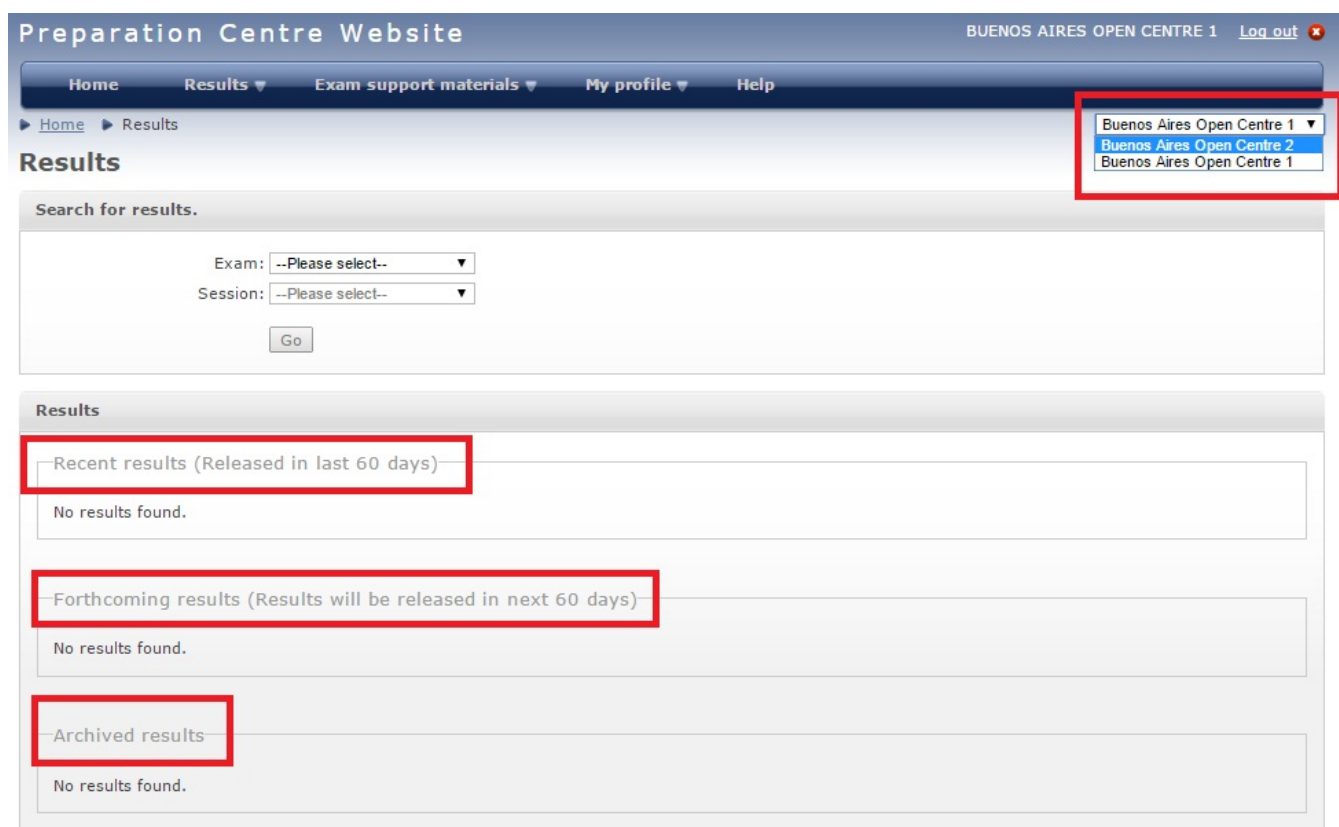 Preparation Centre Website
BUENOS AIRES OPEN CENTRE 1 Log out
Home Results Exam support materials My profile Help
Home Results
Buenos Aires Open Centre 1
Buenos Aires Open Centre 2
Buenos Aires Open Centre 1
Results
Search for results.
Exam: --Please select--
Session: --Please select--
Go
Results
Recent results (Released in last 60 days)
No results found.
Forthcoming results (Results will be released in next 60 days)
No results found.
Archived results
No results found.